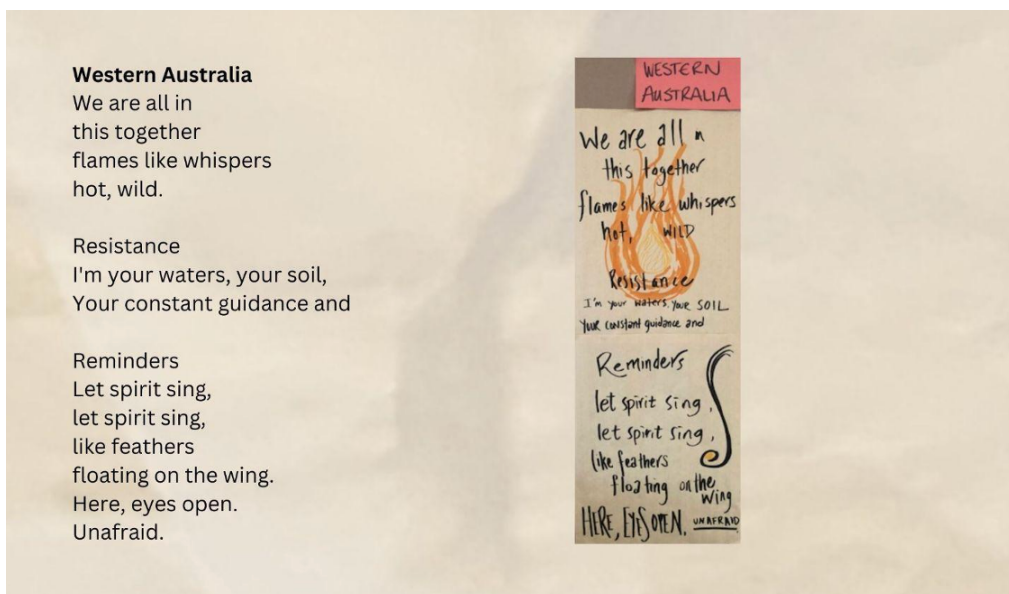 Western Australia
We are all in
this together
flames like whispers
hot, wild.
Resistance
I'm your waters, your soil,
Your constant guidance and
Reminders
Let spirit sing,
let spirit sing,
like feathers
floating on the wing.
Here, eyes open.
Unafraid.
WESTERN
AUSTRALIA
We are all n
this together
flames like whispers
hot, WILD
Resistance
I'm your waters, YOUR SOIL
YOUR constant guidance and
Reminders
let spirit sing,
let spirit sing,
like feathers
floating on the
wing
HERE, EYES OPEN. UNAFRAID